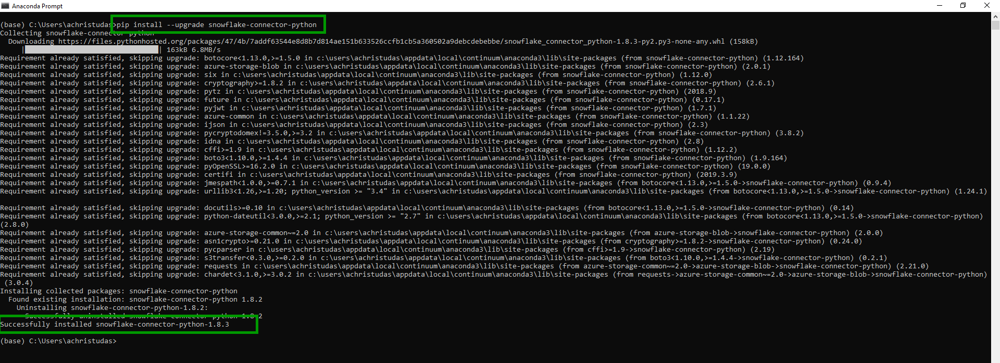 Anaconda Prompt
(base) C:\Users\achristudas>pip install --upgrade snowflake-connector-python
Collecting snowflake-connector-python
  Downloading https://files.pythonhosted.org/packages/47/4b/7addf63544e8d8b7d814ae151b633526ccfb1cb5a360502a9debcdebebbe/snowflake_connector_python-1.8.3-py2.py3-none-any.whl (158kB)
     |████████████████████████████████| 163kB 6.8MB/s
Requirement already satisfied, skipping upgrade: botocore<1.13.0,>=1.5.0 in c:\users\achristudas\appdata\local\continuum\anaconda3\lib\site-packages (from snowflake-connector-python) (1.12.164)
Requirement already satisfied, skipping upgrade: azure-storage-blob in c:\users\achristudas\appdata\local\continuum\anaconda3\lib\site-packages (from snowflake-connector-python) (2.0.1)
Requirement already satisfied, skipping upgrade: six in c:\users\achristudas\appdata\local\continuum\anaconda3\lib\site-packages (from snowflake-connector-python) (1.12.0)
Requirement already satisfied, skipping upgrade: cryptography>=1.8.2 in c:\users\achristudas\appdata\local\continuum\anaconda3\lib\site-packages (from snowflake-connector-python) (2.6.1)
Requirement already satisfied, skipping upgrade: pytz in c:\users\achristudas\appdata\local\continuum\anaconda3\lib\site-packages (from snowflake-connector-python) (2018.9)
Requirement already satisfied, skipping upgrade: future in c:\users\achristudas\appdata\local\continuum\anaconda3\lib\site-packages (from snowflake-connector-python) (0.17.1)
Requirement already satisfied, skipping upgrade: pyjwt in c:\users\achristudas\appdata\local\continuum\anaconda3\lib\site-packages (from snowflake-connector-python) (1.7.1)
Requirement already satisfied, skipping upgrade: azure-common in c:\users\achristudas\appdata\local\continuum\anaconda3\lib\site-packages (from snowflake-connector-python) (1.1.22)
Requirement already satisfied, skipping upgrade: ijson in c:\users\achristudas\appdata\local\continuum\anaconda3\lib\site-packages (from snowflake-connector-python) (2.3)
Requirement already satisfied, skipping upgrade: pycryptodomex!=3.5.0,>=3.2 in c:\users\achristudas\appdata\local\continuum\anaconda3\lib\site-packages (from snowflake-connector-python) (3.8.2)
Requirement already satisfied, skipping upgrade: idna in c:\users\achristudas\appdata\local\continuum\anaconda3\lib\site-packages (from snowflake-connector-python) (2.8)
Requirement already satisfied, skipping upgrade: cffi>=1.9 in c:\users\achristudas\appdata\local\continuum\anaconda3\lib\site-packages (from snowflake-connector-python) (1.12.2)
Requirement already satisfied, skipping upgrade: boto3<1.10.0,>=1.4.4 in c:\users\achristudas\appdata\local\continuum\anaconda3\lib\site-packages (from snowflake-connector-python) (1.9.164)
Requirement already satisfied, skipping upgrade: pyOpenSSL>=16.2.0 in c:\users\achristudas\appdata\local\continuum\anaconda3\lib\site-packages (from snowflake-connector-python) (19.0.0)
Requirement already satisfied, skipping upgrade: certifi in c:\users\achristudas\appdata\local\continuum\anaconda3\lib\site-packages (from snowflake-connector-python) (2019.3.9)
Requirement already satisfied, skipping upgrade: jmespath<1.0.0,>=0.7.1 in c:\users\achristudas\appdata\local\continuum\anaconda3\lib\site-packages (from botocore<1.13.0,>=1.5.0->snowflake-connector-python) (0.9.4)
Requirement already satisfied, skipping upgrade: urllib3<1.26,>=1.20; python_version >= "3.4" in c:\users\achristudas\appdata\local\continuum\anaconda3\lib\site-packages (from botocore<1.13.0,>=1.5.0->snowflake-connector-python) (1.24.1)
Requirement already satisfied, skipping upgrade: docutils>=0.10 in c:\users\achristudas\appdata\local\continuum\anaconda3\lib\site-packages (from botocore<1.13.0,>=1.5.0->snowflake-connector-python) (0.14)
Requirement already satisfied, skipping upgrade: python-dateutil<3.0.0,>=2.1; python_version >= "2.7" in c:\users\achristudas\appdata\local\continuum\anaconda3\lib\site-packages (from botocore<1.13.0,>=1.5.0->snowflake-connector-python)
(2.8.0)
Requirement already satisfied, skipping upgrade: azure-storage-common~=2.0 in c:\users\achristudas\appdata\local\continuum\anaconda3\lib\site-packages (from azure-storage-blob->snowflake-connector-python) (2.0.0)
Requirement already satisfied, skipping upgrade: asn1crypto>=0.21.0 in c:\users\achristudas\appdata\local\continuum\anaconda3\lib\site-packages (from cryptography>=1.8.2->snowflake-connector-python) (0.24.0)
Requirement already satisfied, skipping upgrade: pycparser in c:\users\achristudas\appdata\local\continuum\anaconda3\lib\site-packages (from cffi>=1.9->snowflake-connector-python) (2.19)
Requirement already satisfied, skipping upgrade: s3transfer<0.3.0,>=0.2.0 in c:\users\achristudas\appdata\local\continuum\anaconda3\lib\site-packages (from boto3<1.10.0,>=1.4.4->snowflake-connector-python) (0.2.1)
Requirement already satisfied, skipping upgrade: requests in c:\users\achristudas\appdata\local\continuum\anaconda3\lib\site-packages (from azure-storage-common~=2.0->azure-storage-blob->snowflake-connector-python) (2.21.0)
Requirement already satisfied, skipping upgrade: chardet<3.1.0,>=3.0.2 in c:\users\achristudas\appdata\local\continuum\anaconda3\lib\site-packages (from requests->azure-storage-common~=2.0->azure-storage-blob->snowflake-connector-python)
 (3.0.4)
Installing collected packages: snowflake-connector-python
  Found existing installation: snowflake-connector-python 1.8.2
    Uninstalling snowflake-connector-python-1.8.2:
      Successfully uninstalled snowflake-connector-python-1.8.2
Successfully installed snowflake-connector-python-1.8.3
(base) C:\Users\achristudas>